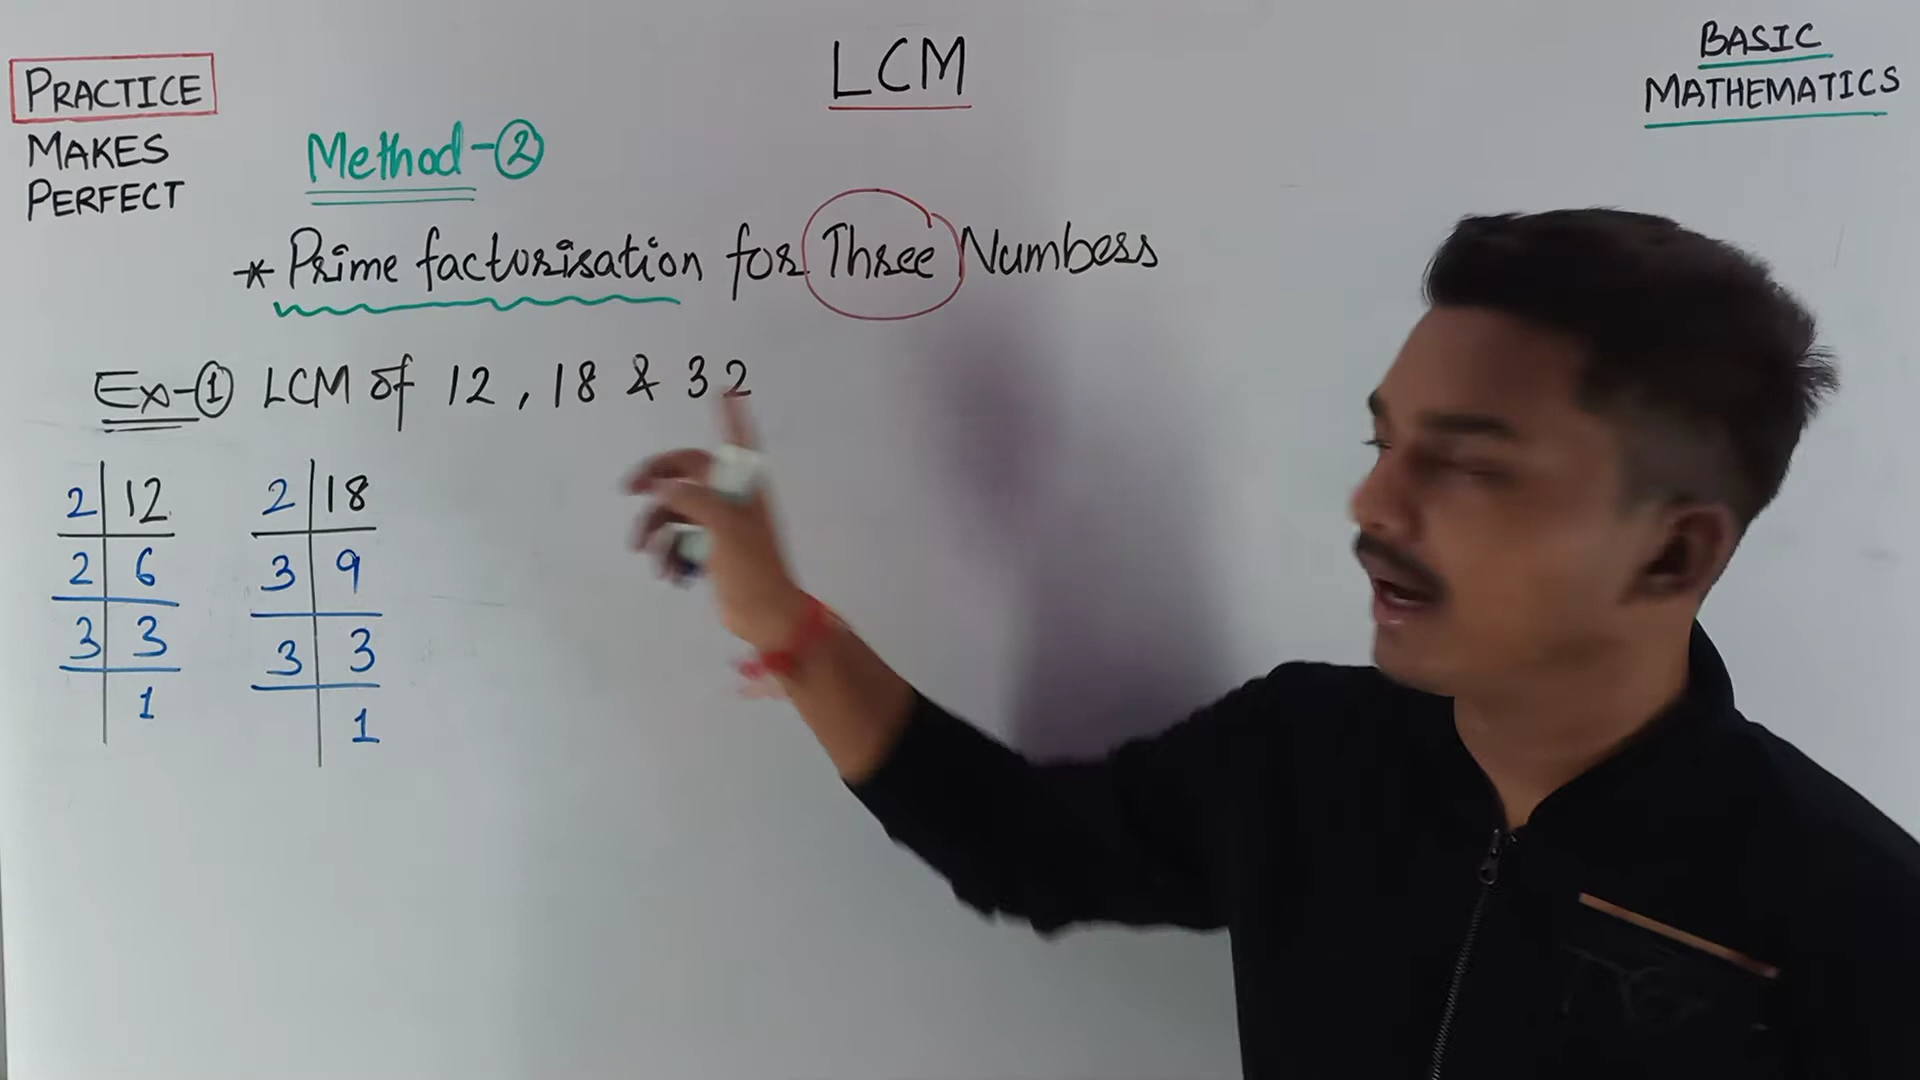 LCM
BASIC
MATHEMATICS
PRACTICE
MAKES
PERFECT
Method-②
* Prime factorisation for Three Numbers
Ex-① LCM of 12, 18 & 32
2 12
2 6
3 3
1
2 18
3 9
3 3
1